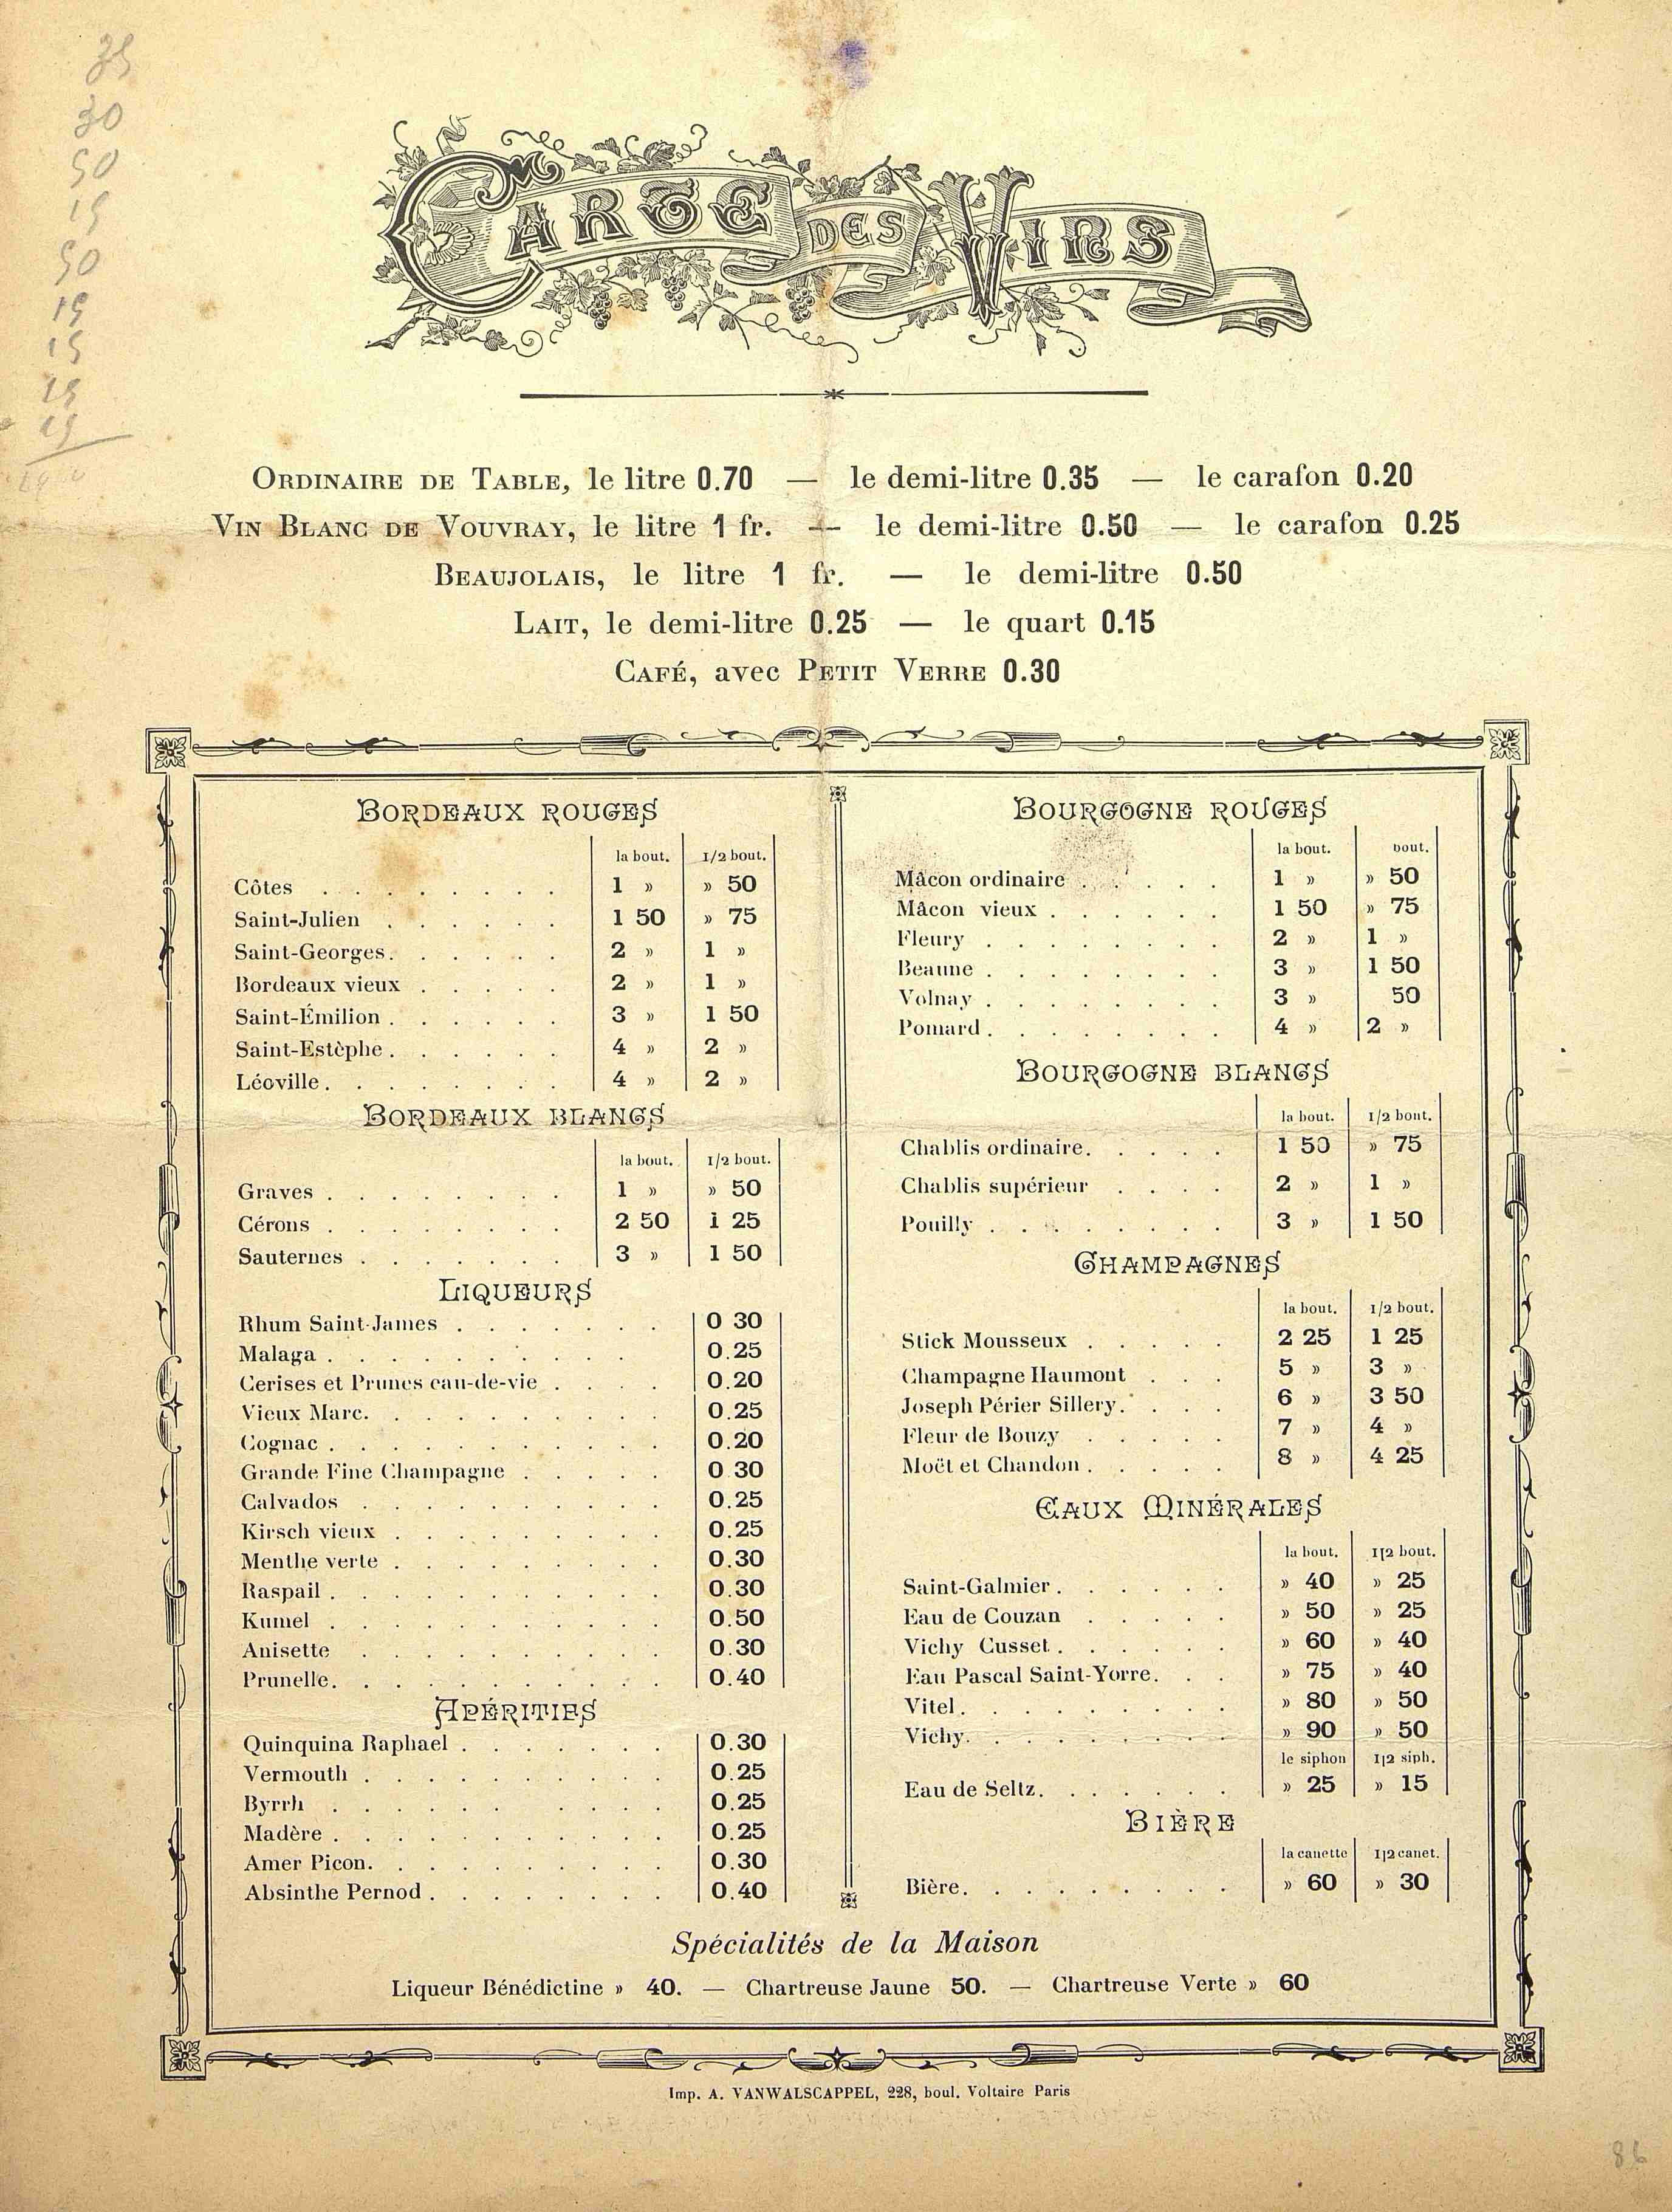 35
30
50
15
50
15
15
15
15
CARTE DES VINS
ORDINAIRE DE TABLE, le litre 0.70 — le demi-litre 0.35 — le carafon 0.20
VIN BLANC DE VOUVRAY, le litre 1 fr. — le demi-litre 0.50 — le carafon 0.25
BEAUJOLAIS, le litre 1 fr. — le demi-litre 0.50
LAIT, le demi-litre 0.25 — le quart 0.15
CAFÉ, avec PETIT VERRE 0.30
BORDEAUX ROUGES
la bout. 1/2 bout.
Côtes . . . . . . . . 1 » » 50
Saint-Julien . . . . . . 1 50 » 75
Saint-Georges. . . . . . 2 » 1 »
Bordeaux vieux . . . . . 2 » 1 »
Saint-Émilion . . . . . . 3 » 1 50
Saint-Estèphe . . . . . . 4 » 2 »
Léoville. . . . . . . . 4 » 2 »
BORDEAUX BLANCS
la bout. 1/2 bout.
Graves . . . . . . . . 1 » » 50
Cérons . . . . . . . . 2 50 1 25
Sauternes . . . . . . . 3 » 1 50
LIQUEURS
Rhum Saint-James . . . . . . . 0 30
Malaga . . . . . . . . . . 0.25
Cerises et Prunes eau-de-vie . . . . 0.20
Vieux Marc. . . . . . . . . . 0.25
Cognac . . . . . . . . . . . 0.20
Grande Fine Champagne . . . . . 0 30
Calvados . . . . . . . . . . 0.25
Kirsch vieux . . . . . . . . . 0.25
Menthe verte . . . . . . . . . 0.30
Raspail . . . . . . . . . . . 0.30
Kumel . . . . . . . . . . . 0.50
Anisette . . . . . . . . . . 0.30
Prunelle. . . . . . . . . . . 0.40
APÉRITIFS
Quinquina Raphael . . . . . . . 0.30
Vermouth . . . . . . . . . . 0.25
Byrrh . . . . . . . . . . 0.25
Madère . . . . . . . . . . . 0.25
Amer Picon. . . . . . . . . . 0.30
Absinthe Pernod . . . . . . . . 0.40
BOURGOGNE ROUGES
la bout. bout.
Mâcon ordinaire . . . . . 1 » » 50
Mâcon vieux . . . . . . 1 50 » 75
Fleury . . . . . . . . 2 » 1 »
Beaune . . . . . . . . 3 » 1 50
Volnay . . . . . . . . 3 » 50
Pomard . . . . . . . . 4 » 2 »
BOURGOGNE BLANCS
la bout. 1/2 bout.
Chablis ordinaire. . . . . 1 50 » 75
Chablis supérieur . . . . 2 » 1 »
Pouilly . . . . . . . . 3 » 1 50
CHAMPAGNES
la bout. 1/2 bout.
Stick Mousseux . . . . . 2 25 1 25
Champagne Haumont . . . 5 » 3 »
Joseph Périer Sillery. . . . 6 » 3 50
Fleur de Bouzy . . . . . 7 » 4 »
Moët et Chandon . . . . . 8 » 4 25
EAUX MINÉRALES
la bout. 1/2 bout.
Saint-Galmier . . . . . . » 40 » 25
Eau de Couzan . . . . . » 50 » 25
Vichy Cusset . . . . . . » 60 » 40
Eau Pascal Saint-Yorre. . . » 75 » 40
Vitel. . . . . . . . . » 80 » 50
Vichy. . . . . . . . . » 90 » 50
le siphon 1/2 siph.
Eau de Seltz. . . . . . . » 25 » 15
BIÈRE
la canette 1/2 canet.
Bière. . . . . . . . . » 60 » 30
Spécialités de la Maison
Liqueur Bénédictine » 40. — Chartreuse Jaune 50. — Chartreuse Verte » 60
Imp. A. VANWALSCAPPEL, 228, boul. Voltaire Paris
86